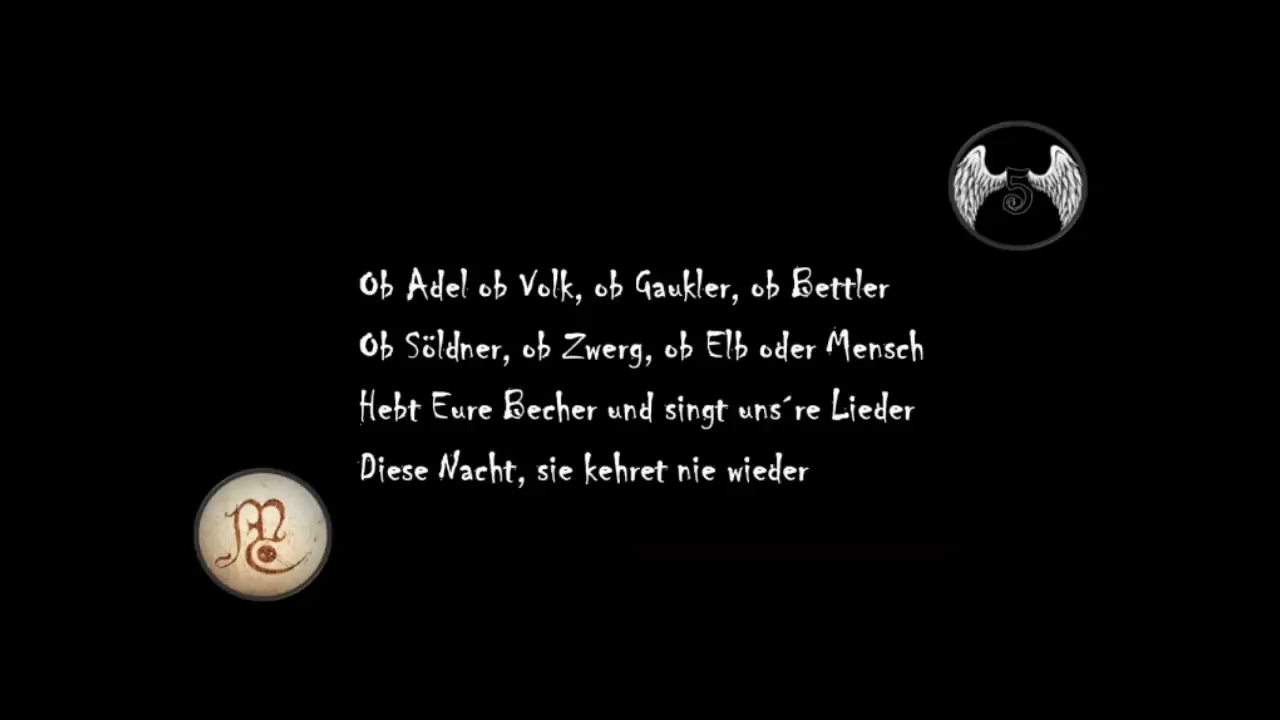 5
Ob Adel ob Volk, ob Gaukler, ob Bettler
Ob Söldner, ob Zwerg, ob Elb oder Mensch
Hebt Eure Becher und singt uns´re Lieder
Diese Nacht, sie kehret nie wieder